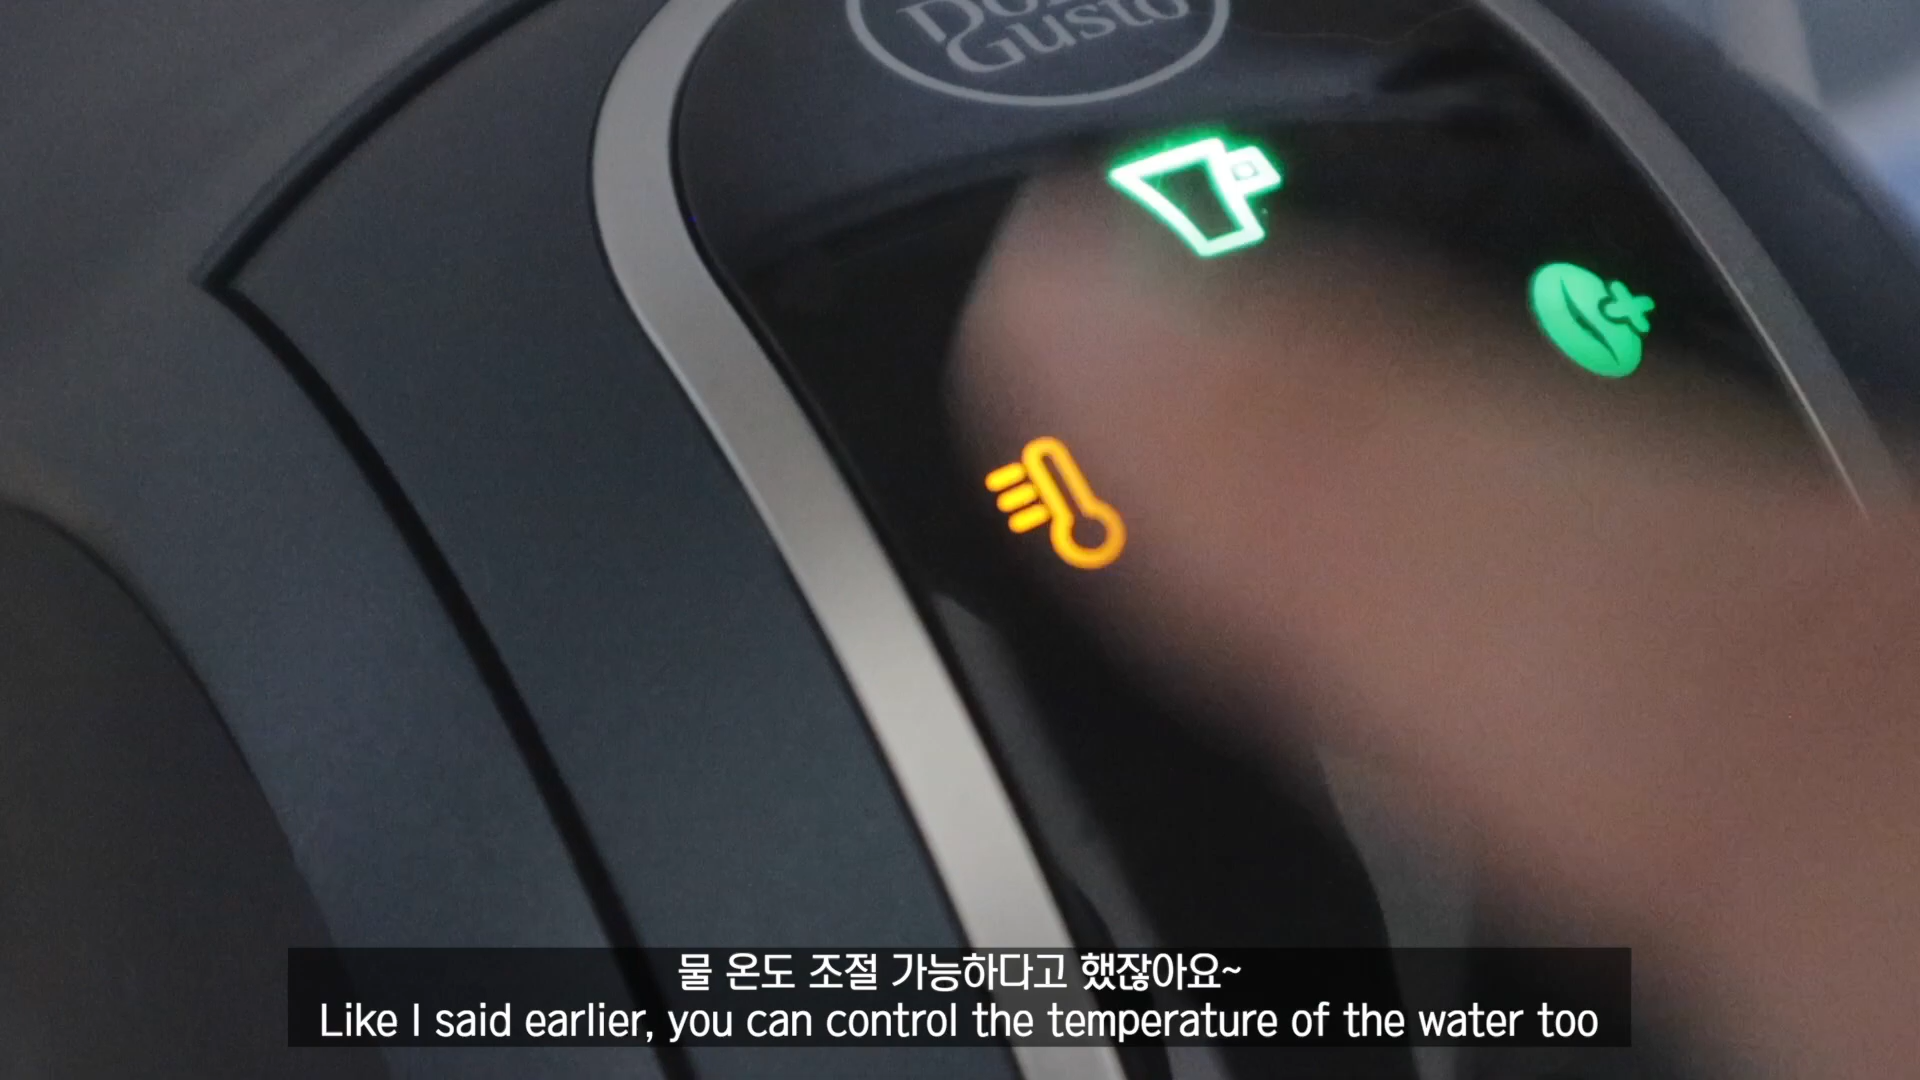 Gusto
물 온도 조절 가능하다고 했잖아요~
Like I said earlier, you can control the temperature of the water too